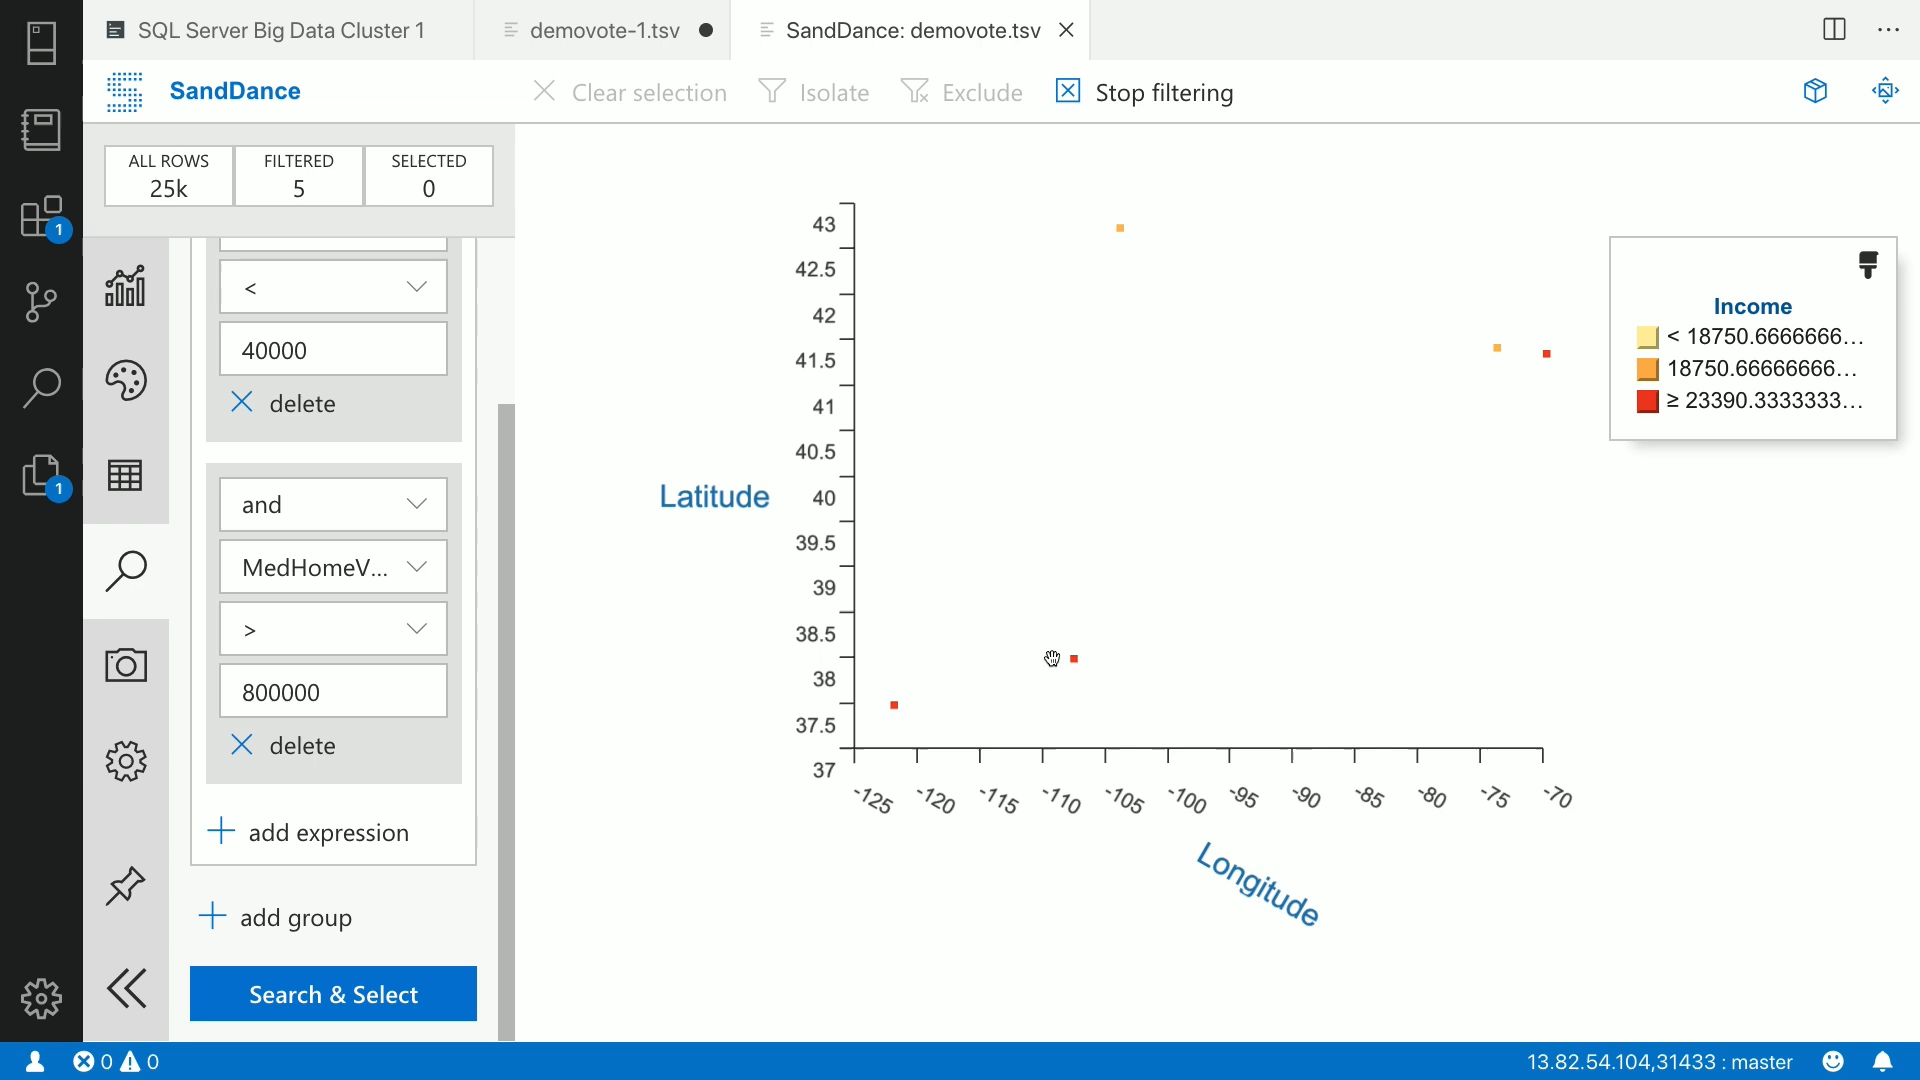 SQL Server Big Data Cluster 1
demovote-1.tsv
SandDance: demovote.tsv
SandDance
Clear selection
Isolate
Exclude
Stop filtering
ALL ROWS
25k
FILTERED
5
SELECTED
0
1
1
<
40000
delete
and
MedHomeV...
>
800000
delete
add expression
add group
Search & Select
43
42.5
42
41.5
41
40.5
40
39.5
39
38.5
38
37.5
37
Latitude
-125
-120
-115
-110
-105
-100
-95
-90
-85
-80
-75
-70
Longitude
Income
< 18750.6666666...
18750.66666666...
≥ 23390.3333333...
0
0
13.82.54.104,31433 : master